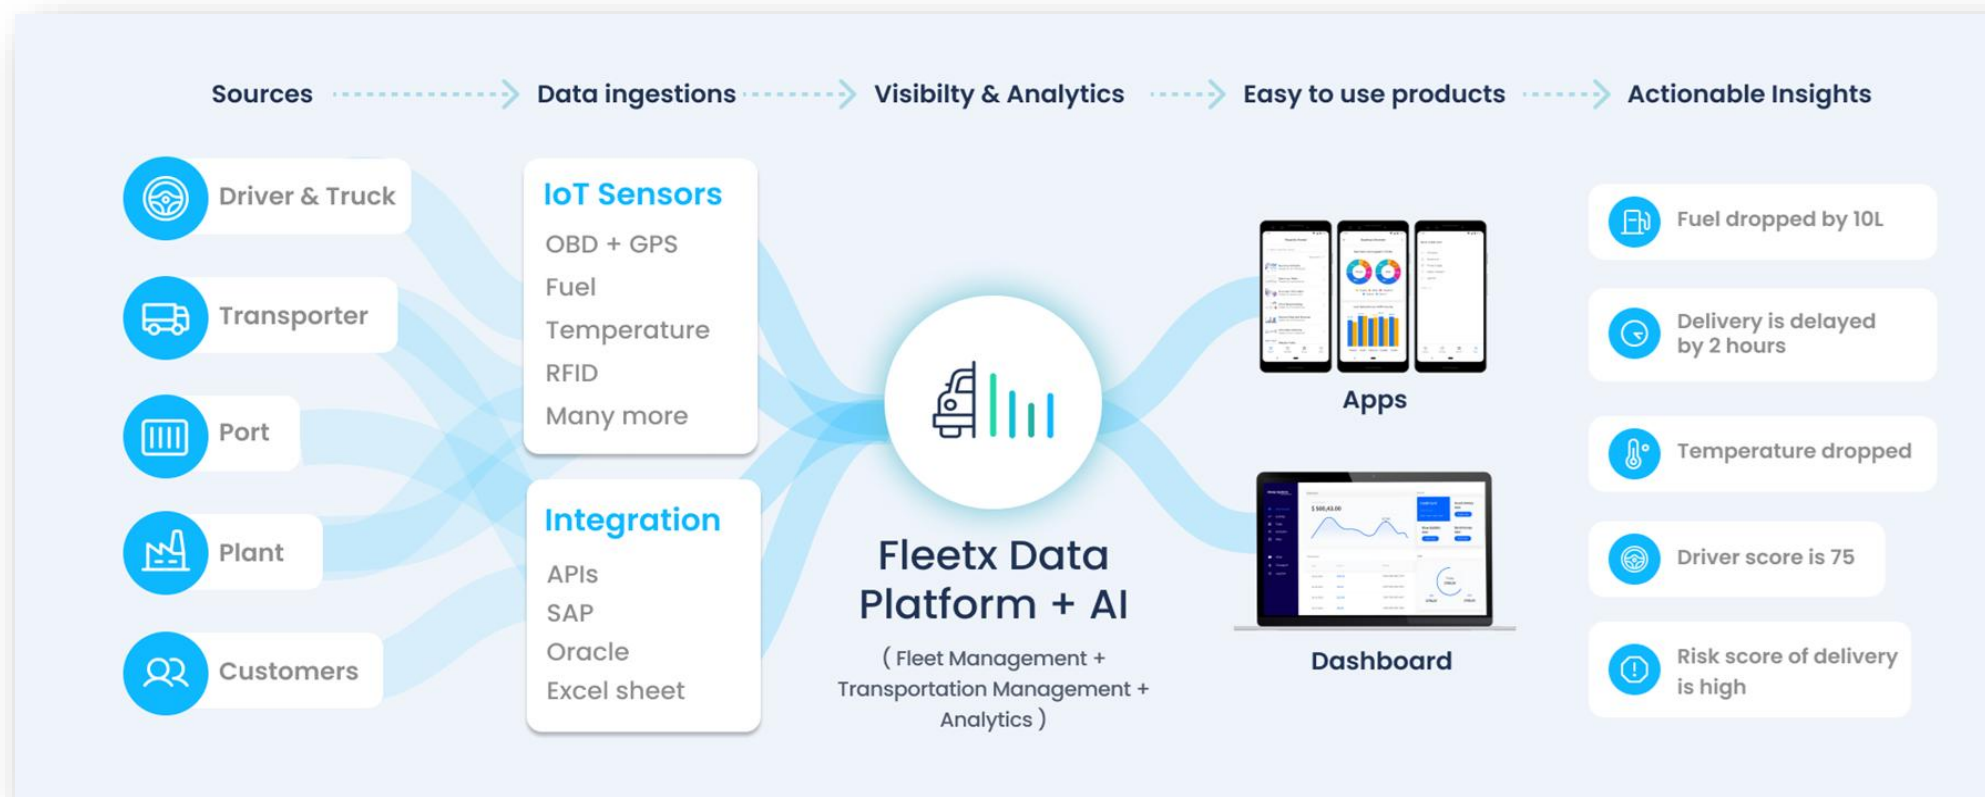 Sources
Data ingestions
Visibilty & Analytics
Easy to use products
Actionable Insights
Driver & Truck
Transporter
Port
Plant
Customers
IoT Sensors
OBD + GPS
Fuel
Temperature
RFID
Many more
Integration
APIs
SAP
Oracle
Excel sheet
Fleetx Data
Platform + AI
( Fleet Management +
Transportation Management +
Analytics )
Apps
$ 500,43.00
Dashboard
Fuel dropped by 10L
Delivery is delayed
by 2 hours
Temperature dropped
Driver score is 75
Risk score of delivery
is high